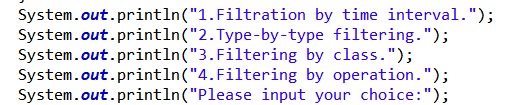 }
System.out.println("1.Filtration by time interval.");
System.out.println("2.Type-by-type filtering.");
System.out.println("3.Filtering by class.");
System.out.println("4.Filtering by operation.");
System.out.println("Please input your choice:");